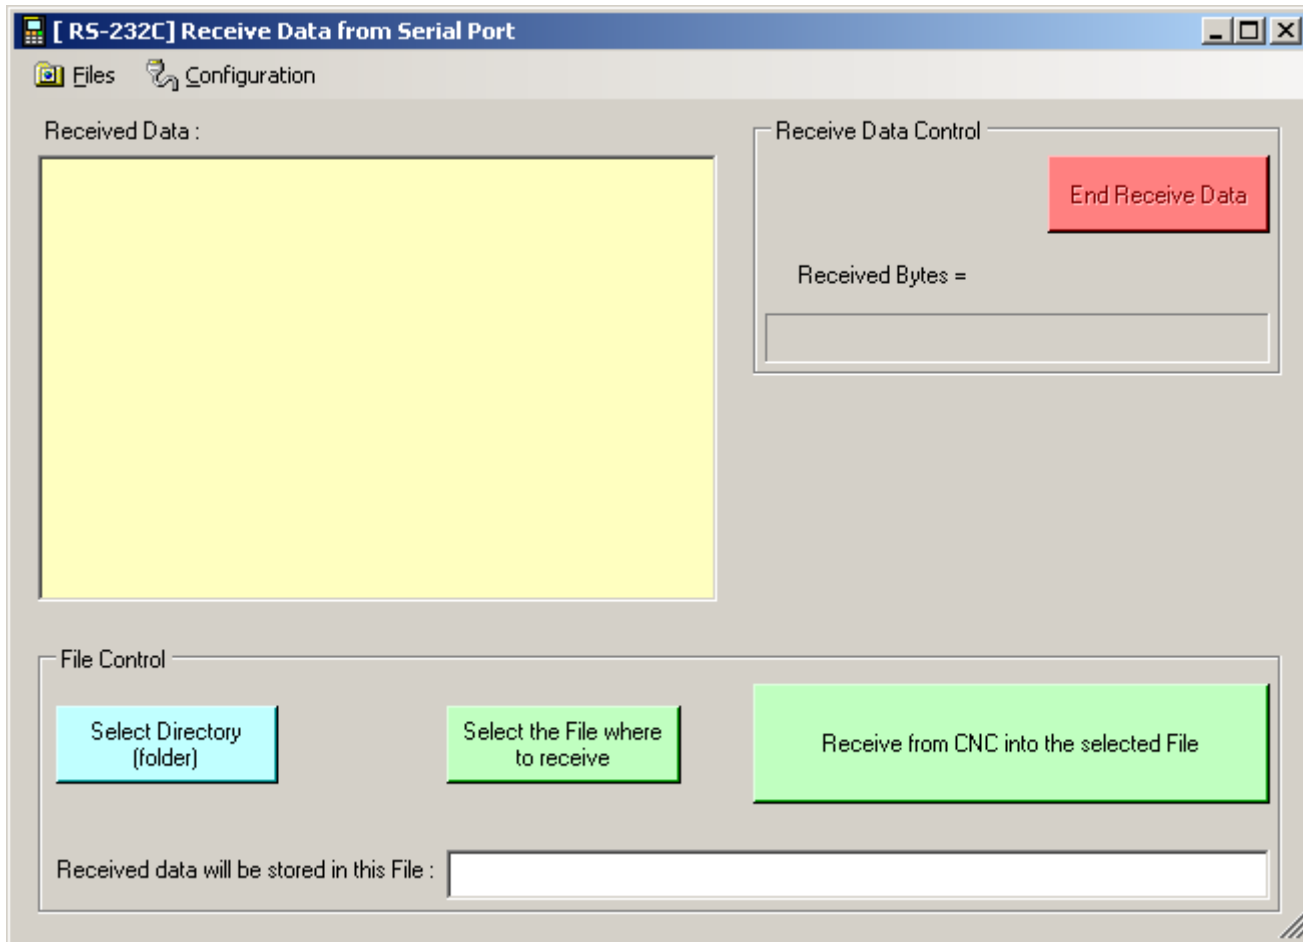 [ RS-232C] Receive Data from Serial Port
Files Configuration
Received Data :
Receive Data Control
End Receive Data
Received Bytes =
File Control
Select Directory
(folder)
Select the File where
to receive
Receive from CNC into the selected File
Received data will be stored in this File :